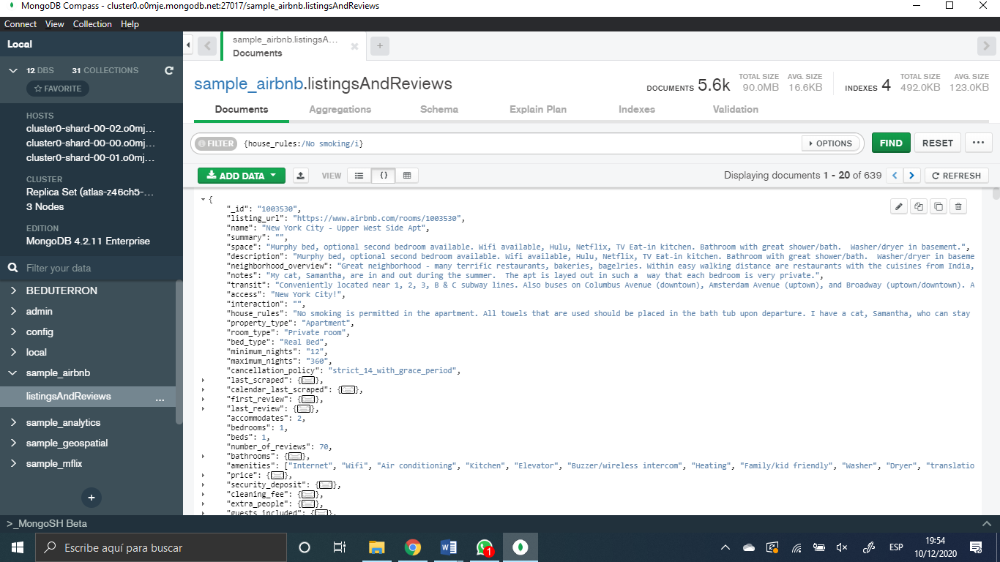 MongoDB Compass - cluster0.o0mje.mongodb.net:27017/sample_airbnb.listingsAndReviews
Connect View Collection Help
Local
12 DBS 31 COLLECTIONS
FAVORITE
HOSTS
cluster0-shard-00-02.o0mj...
cluster0-shard-00-00.o0mj...
cluster0-shard-00-01.o0mj...
CLUSTER
Replica Set (atlas-z46ch5-...
3 Nodes
EDITION
MongoDB 4.2.11 Enterprise
Filter your data
BEDUTERRON
admin
config
local
sample_airbnb
listingsAndReviews ...
sample_analytics
sample_geospatial
sample_mflix
+
sample_airbnb.listingsA...
Documents
+
sample_airbnb.listingsAndReviews
DOCUMENTS 5.6k TOTAL SIZE 90.0MB AVG. SIZE 16.6KB INDEXES 4 TOTAL SIZE 492.0KB AVG. SIZE 123.0KB
Documents Aggregations Schema Explain Plan Indexes Validation
FILTER {house_rules:/No smoking/i} OPTIONS FIND RESET ...
ADD DATA VIEW {} Displaying documents 1 - 20 of 639 REFRESH
{
"_id": "1003530",
"listing_url": "https://www.airbnb.com/rooms/1003530",
"name": "New York City - Upper West Side Apt",
"summary": "",
"space": "Murphy bed, optional second bedroom available. Wifi available, Hulu, Netflix, TV Eat-in kitchen. Bathroom with great shower/bath.  Washer/dryer in basement.",
"description": "Murphy bed, optional second bedroom available. Wifi available, Hulu, Netflix, TV Eat-in kitchen. Bathroom with great shower/bath.  Washer/dryer in baseme
"neighborhood_overview": "Great neighborhood - many terrific restaurants, bakeries, bagelries. Within easy walking distance are restaurants with the cuisines from India,
"notes": "My cat, Samantha, are in and out during the summer.  The apt is layed out in such a  way that each bedroom is very private.",
"transit": "Conveniently located near 1, 2, 3, B & C subway lines. Also buses on Columbus Avenue (downtown), Amsterdam Avenue (uptown), and Broadway (uptown/downtown). A
"access": "New York City!",
"interaction": "",
"house_rules": "No smoking is permitted in the apartment. All towels that are used should be placed in the bath tub upon departure. I have a cat, Samantha, who can stay
"property_type": "Apartment",
"room_type": "Private room",
"bed_type": "Real Bed",
"minimum_nights": "12",
"maximum_nights": "360",
"cancellation_policy": "strict_14_with_grace_period",
"last_scraped": {},
"calendar_last_scraped": {},
"first_review": {},
"last_review": {},
"accommodates": 2,
"bedrooms": 1,
"beds": 1,
"number_of_reviews": 70,
"bathrooms": {},
"amenities": ["Internet", "Wifi", "Air conditioning", "Kitchen", "Elevator", "Buzzer/wireless intercom", "Heating", "Family/kid friendly", "Washer", "Dryer", "translatio
"price": {},
"security_deposit": {},
"cleaning_fee": {},
"extra_people": {},
"guests_included": {},
>_MongoSH Beta
Escribe aquí para buscar
1
ESP
19:54
10/12/2020